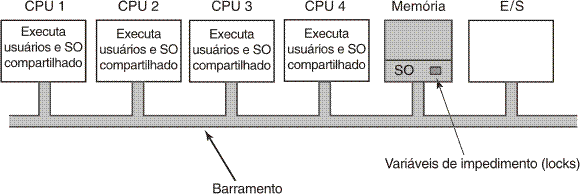 CPU 1 CPU 2 CPU 3 CPU 4 Memória E/S
Executa usuários e SO compartilhado
Executa usuários e SO compartilhado
Executa usuários e SO compartilhado
Executa usuários e SO compartilhado
SO
Variáveis de impedimento (locks)
Barramento